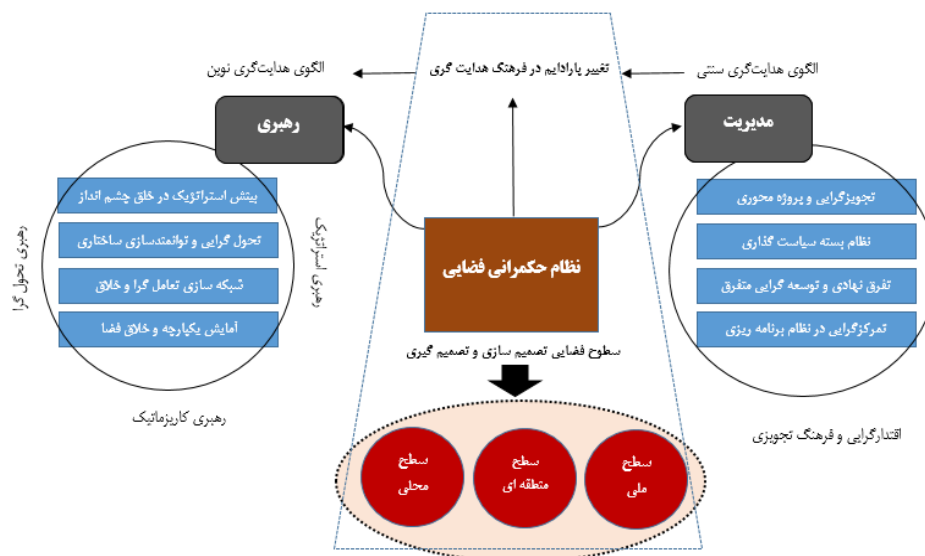 الگوی هدایت‌گری سنتی
تغییر پارادایم در فرهنگ هدایت گری
الگوی هدایت‌گری نوین
مدیریت
تجویزگرایی و پروژه محوری
نظام بسته سیاست گذاری
تفرق نهادی و توسعه گرایی متفرق
تمرکزگرایی در نظام برنامه ریزی
اقتدارگرایی و فرهنگ تجویزی
نظام حکمرانی فضایی
سطوح فضایی تصمیم سازی و تصمیم گیری
سطح
ملی
سطح
منطقه ای
سطح
محلی
رهبری
بینش استراتژیک در خلق چشم انداز
تحول گرایی و توانمندسازی ساختاری
شبکه سازی تعامل گرا و خلاق
آمایش یکپارچه و خلاق فضا
رهبری استراتژیک
رهبری تحول گرا
رهبری کاریزماتیک